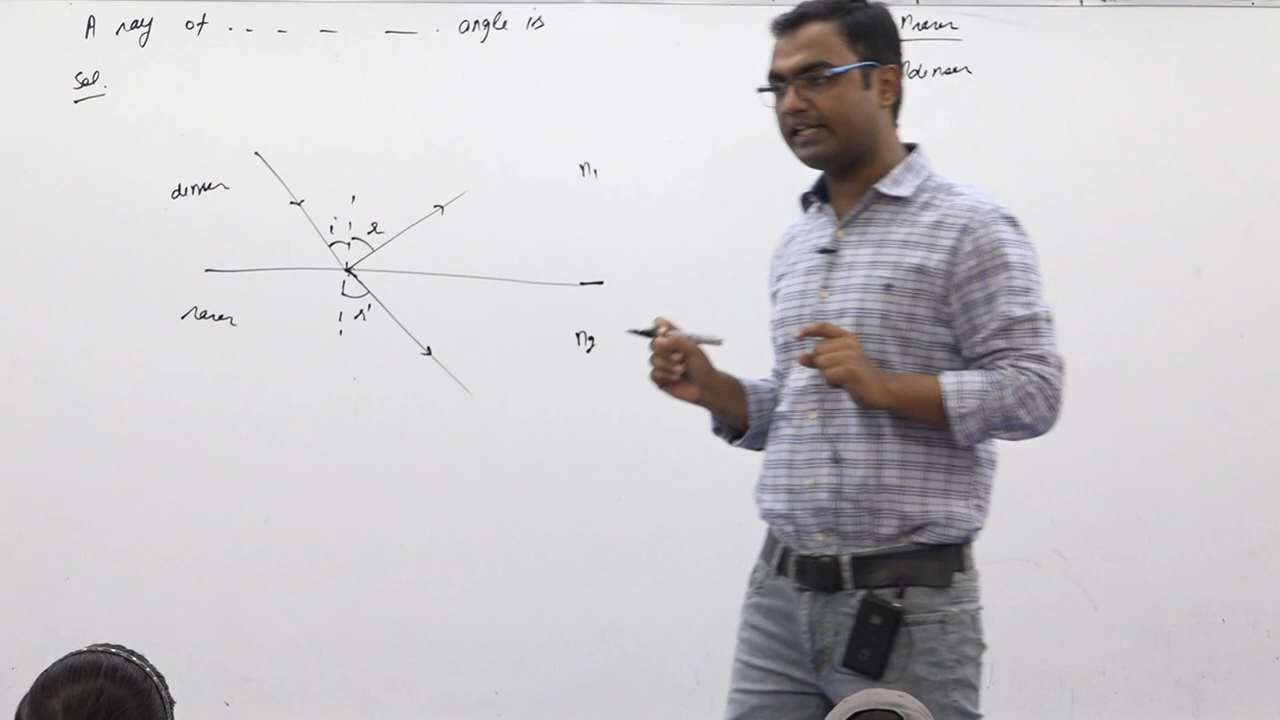 A ray of . . - - - — . angle is
Sol.
denser
n₁
i r
rarer
r'
n₂
rarer
denser